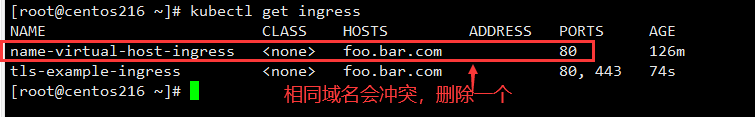 [root@centos216 ~]# kubectl get ingress
NAME CLASS HOSTS ADDRESS PORTS AGE
name-virtual-host-ingress <none> foo.bar.com 80 126m
tls-example-ingress <none> foo.bar.com 80, 443 74s
[root@centos216 ~]#
相同域名会冲突，删除一个